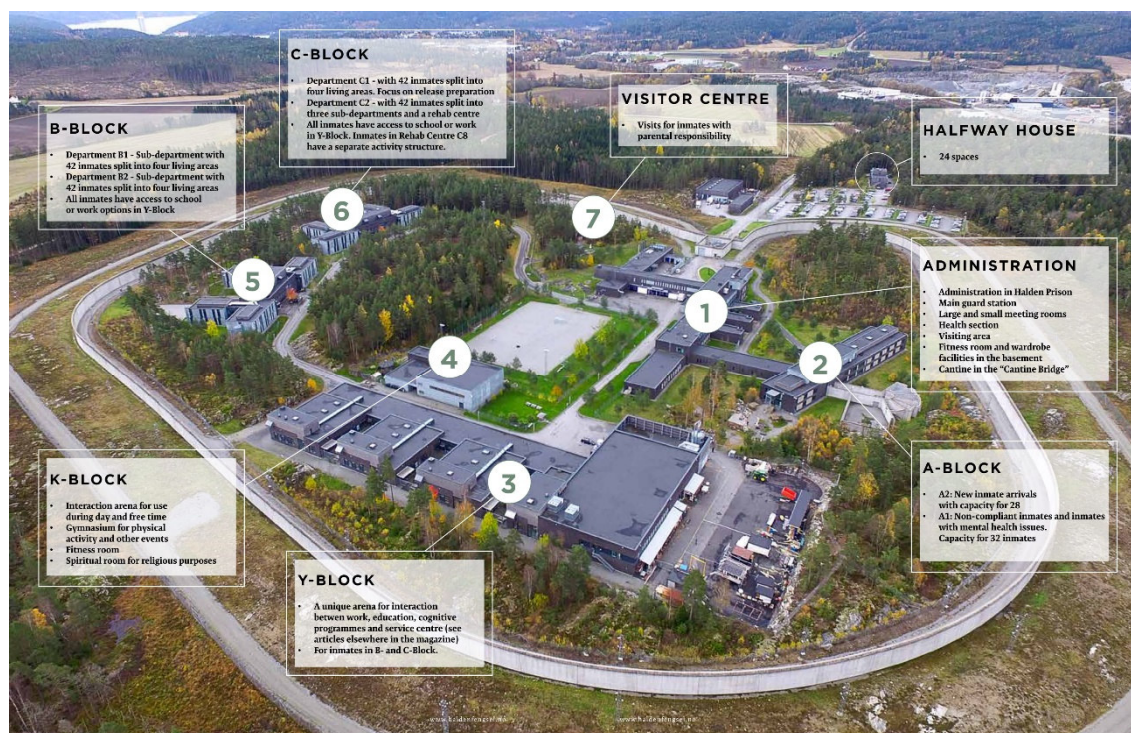 C-BLOCK
• Department C1 - with 42 inmates split into
four living areas. Focus on release preparation
• Department C2 - with 42 inmates split into
three sub-departments and a rehab centre
• All inmates have access to school or work
in Y-Block. Inmates in Rehab Centre C8
have a separate activity structure.
VISITOR CENTRE
• Visits for inmates with
parental responsibility
HALFWAY HOUSE
• 24 spaces
B-BLOCK
• Department B1 - Sub-department with
42 inmates split into four living areas
• Department B2 - Sub-department with
42 inmates split into four living areas
• All inmates have access to school
or work options in Y-Block
6
7
5
1
4
2
3
ADMINISTRATION
• Administration in Halden Prison
• Main guard station
• Large and small meeting rooms
• Health section
• Visiting area
• Fitness room and wardrobe
facilities in the basement
• Cantine in the “Cantine Bridge”
K-BLOCK
• Interaction arena for use
during day and free time
• Gymnasium for physical
activity and other events
• Fitness room
• Spiritual room for religious purposes
A-BLOCK
• A2: New inmate arrivals
with capacity for 28
• A1: Non-compliant inmates and inmates
with mental health issues.
Capacity for 32 inmates
Y-BLOCK
• A unique arena for interaction
betwen work, education, cognitive
programmes and service centre (see
articles elsewhere in the magazine)
• For inmates in B- and C-Block.
www.haldenfengsel.no
www.haldenfengsel.no